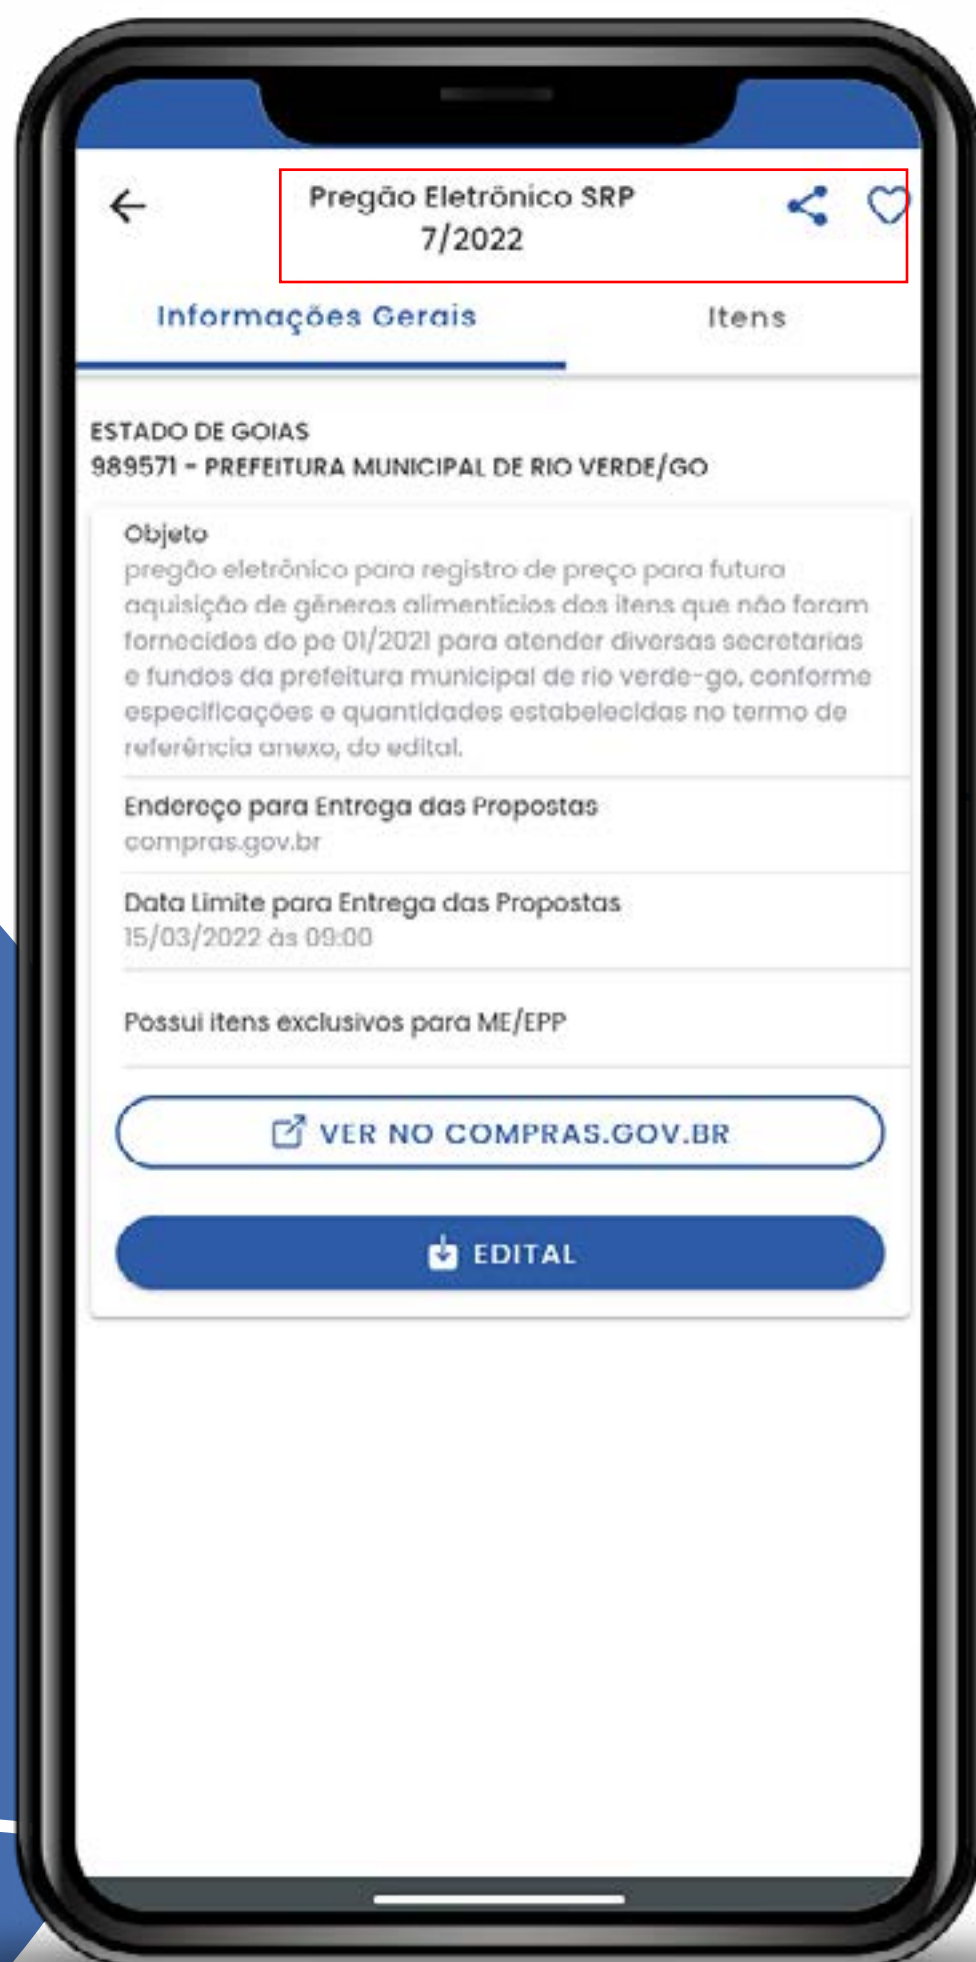 Pregão Eletrônico SRP
7/2022
Informações Gerais
Itens
ESTADO DE GOIAS
989571 - PREFEITURA MUNICIPAL DE RIO VERDE/GO
Objeto
pregão eletrônico para registro de preço para futura
aquisição de gêneros alimentícios dos itens que não foram
fornecidos do pe 01/2021 para atender diversas secretarias
e fundos da prefeitura municipal de rio verde-go, conforme
especificações e quantidades estabelecidas no termo de
referência anexo, do edital.
Endereço para Entrega das Propostas
compras.gov.br
Data Limite para Entrega das Propostas
15/03/2022 às 09:00
Possui itens exclusivos para ME/EPP
VER NO COMPRAS.GOV.BR
EDITAL